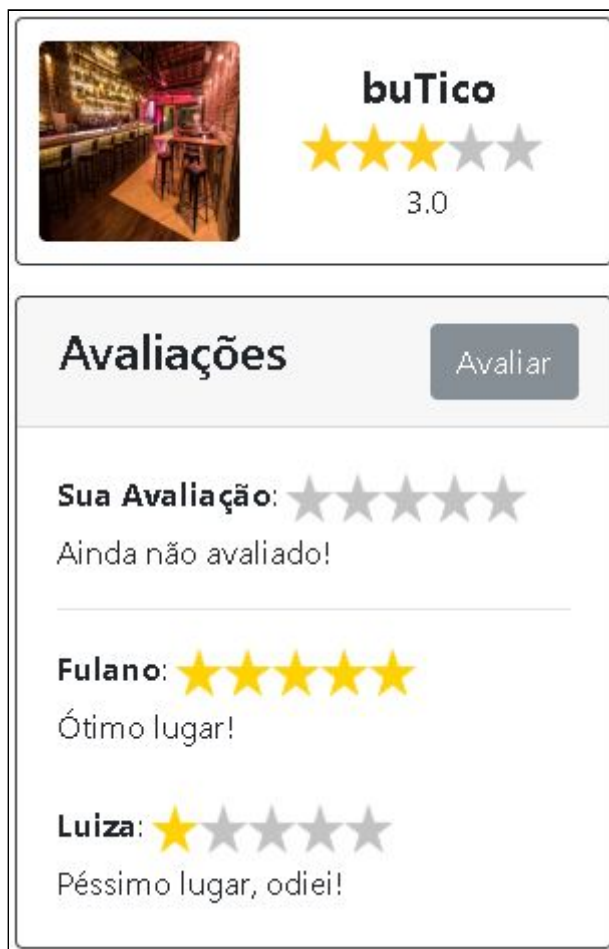 buTico
3.0
Avaliações
Avaliar
Sua Avaliação:
Ainda não avaliado!
Fulano:
Ótimo lugar!
Luiza:
Péssimo lugar, odiei!